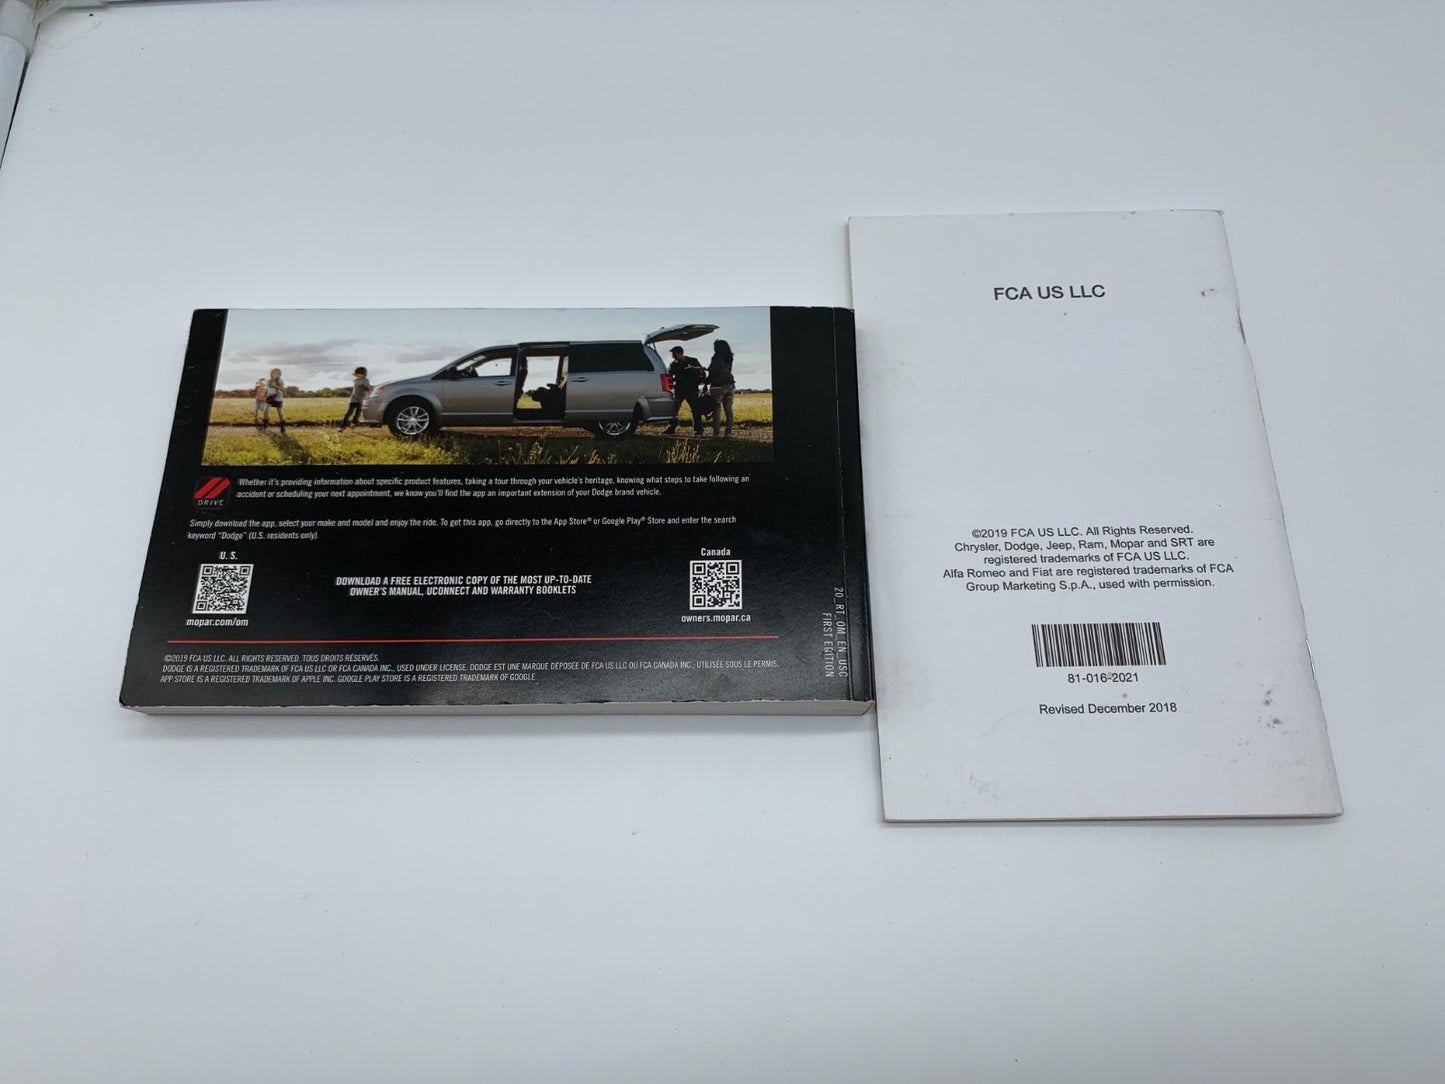 DRIVE
Whether it's providing information about specific product features, taking a tour through your vehicle's heritage, knowing what steps to take following an
accident or scheduling your next appointment, we know you'll find the app an important extension of your Dodge brand vehicle.
Simply download the app, select your make and model and enjoy the ride. To get this app, go directly to the App Store® or Google Play® Store and enter the search
keyword "Dodge" (U.S. residents only).
U. S.
mopar.com/om
DOWNLOAD A FREE ELECTRONIC COPY OF THE MOST UP-TO-DATE
OWNER'S MANUAL, UCONNECT AND WARRANTY BOOKLETS
Canada
owners.mopar.ca
©2019 FCA US LLC. ALL RIGHTS RESERVED. TOUS DROITS RÉSERVÉS.
DODGE IS A REGISTERED TRADEMARK OF FCA US LLC OR FCA CANADA INC., USED UNDER LICENSE. DODGE EST UNE MARQUE DÉPOSÉE DE FCA US LLC OU FCA CANADA INC., UTILISÉE SOUS LE PERMIS.
APP STORE IS A REGISTERED TRADEMARK OF APPLE INC. GOOGLE PLAY STORE IS A REGISTERED TRADEMARK OF GOOGLE.
20_RT_OM_EN_USC
FIRST EDITION
FCA US LLC
©2019 FCA US LLC. All Rights Reserved.
Chrysler, Dodge, Jeep, Ram, Mopar and SRT are
registered trademarks of FCA US LLC.
Alfa Romeo and Fiat are registered trademarks of FCA
Group Marketing S.p.A., used with permission.
81-016-2021
Revised December 2018